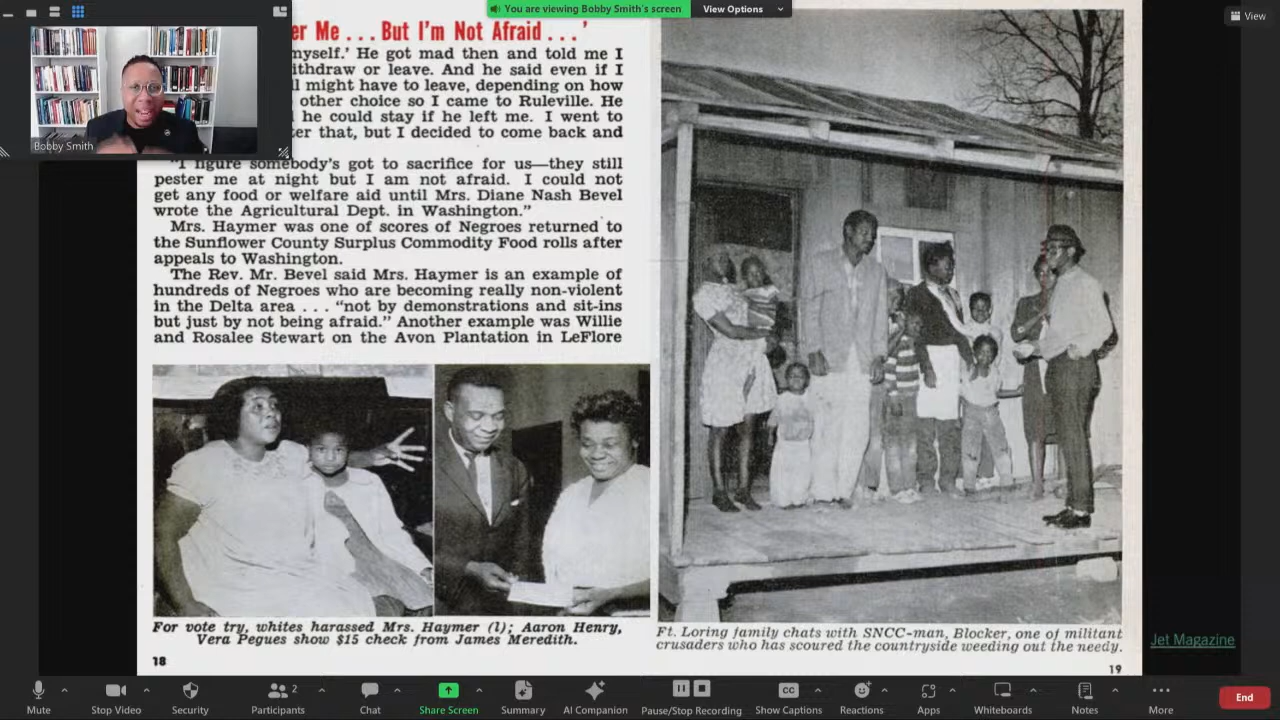 You are viewing Bobby Smith's screen
View Options
View
Bobby Smith
er Me . . . But I'm Not Afraid . . .'
myself.' He got mad then and told me I
ithdraw or leave. And he said even if I
might have to leave, depending on how
other choice so I came to Ruleville. He
he could stay if he left me. I went to
er that, but I decided to come back and
"I figure somebody's got to sacrifice for us—they still
pester me at night but I am not afraid. I could not
get any food or welfare aid until Mrs. Diane Nash Bevel
wrote the Agricultural Dept. in Washington."
Mrs. Haymer was one of scores of Negroes returned to
the Sunflower County Surplus Commodity Food rolls after
appeals to Washington.
The Rev. Mr. Bevel said Mrs. Haymer is an example of
hundreds of Negroes who are becoming really non-violent
in the Delta area . . . "not by demonstrations and sit-ins
but just by not being afraid." Another example was Willie
and Rosalee Stewart on the Avon Plantation in LeFlore
For vote try, whites harassed Mrs. Haymer (l); Aaron Henry,
Vera Pegues show $15 check from James Meredith.
18
Ft. Loring family chats with SNCC-man, Blocker, one of militant
crusaders who has scoured the countryside weeding out the needy.
19
Jet Magazine
Mute
Stop Video
Security
Participants
2
Chat
Share Screen
Summary
AI Companion
Pause/Stop Recording
CC
Show Captions
Reactions
Apps
Whiteboards
Notes
More
End